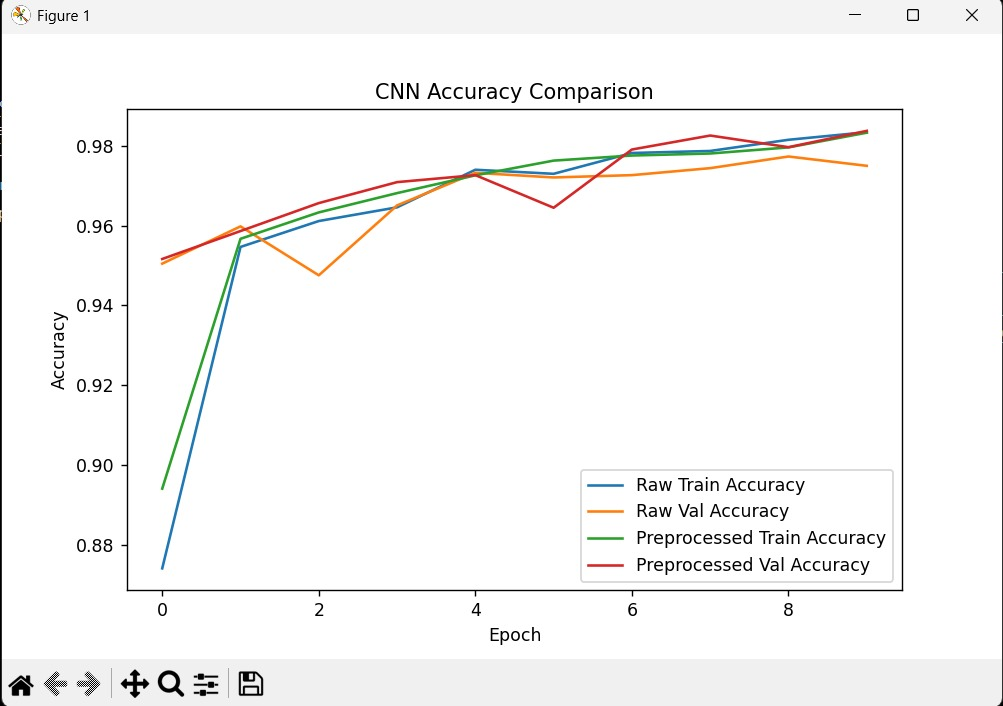 Figure 1
CNN Accuracy Comparison
0.98
0.96
0.94
0.92
0.90
0.88
Accuracy
Raw Train Accuracy
Raw Val Accuracy
Preprocessed Train Accuracy
Preprocessed Val Accuracy
0 2 4 6 8
Epoch